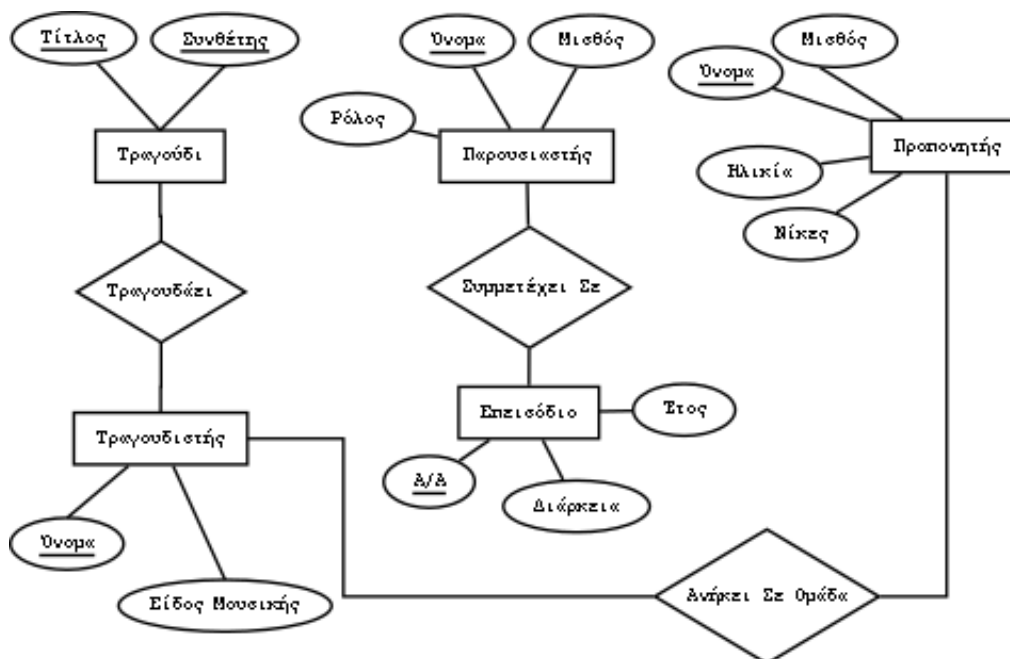 Τίτλος
Συνθέτης
Όνομα
Μισθός
Μισθός
Όνομα
Ρόλος
Τραγούδι
Παρουσιαστής
Προπονητής
Ηλικία
Νίκες
Τραγουδάει
Συμμετέχει Σε
Επεισόδιο
Έτος
Τραγουδιστής
Α/Α
Διάρκεια
Όνομα
Είδος Μουσικής
Ανήκει Σε Ομάδα